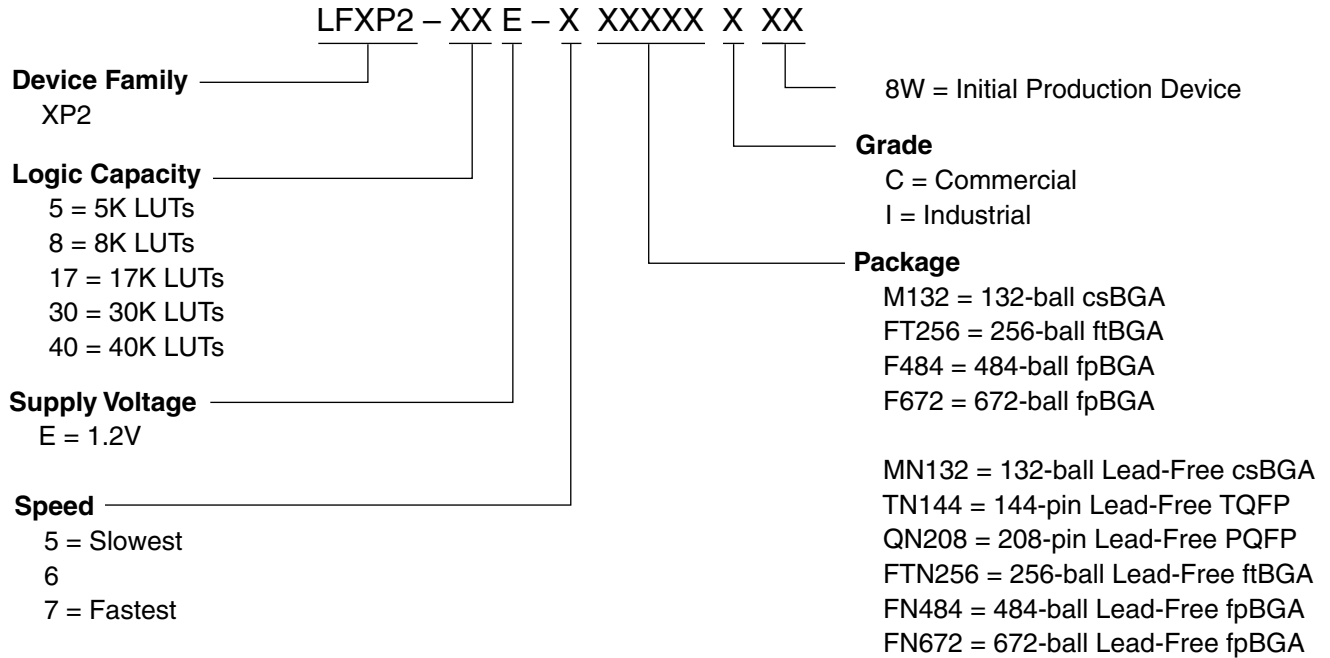 LFXP2 – XX E – X XXXXX X XX
Device Family
XP2
Logic Capacity
5 = 5K LUTs
8 = 8K LUTs
17 = 17K LUTs
30 = 30K LUTs
40 = 40K LUTs
Supply Voltage
E = 1.2V
Speed
5 = Slowest
6
7 = Fastest
8W = Initial Production Device
Grade
C = Commercial
I = Industrial
Package
M132 = 132-ball csBGA
FT256 = 256-ball ftBGA
F484 = 484-ball fpBGA
F672 = 672-ball fpBGA
MN132 = 132-ball Lead-Free csBGA
TN144 = 144-pin Lead-Free TQFP
QN208 = 208-pin Lead-Free PQFP
FTN256 = 256-ball Lead-Free ftBGA
FN484 = 484-ball Lead-Free fpBGA
FN672 = 672-ball Lead-Free fpBGA